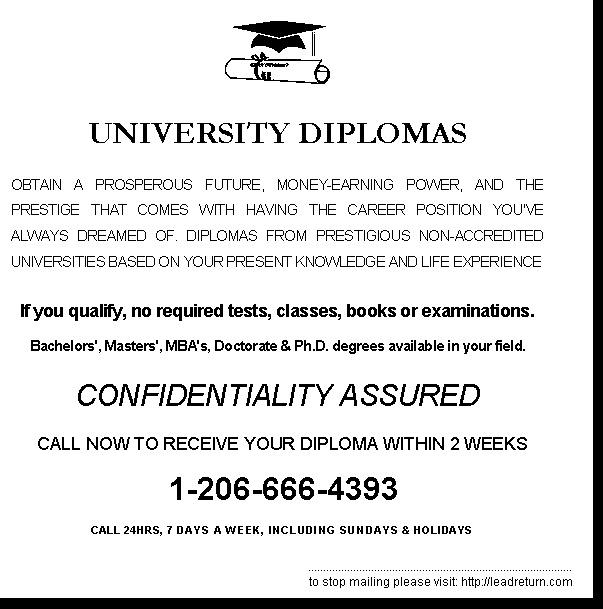 UNIVERSITY DIPLOMAS
OBTAIN A PROSPEROUS FUTURE, MONEY-EARNING POWER, AND THE
PRESTIGE THAT COMES WITH HAVING THE CAREER POSITION YOU'VE
ALWAYS DREAMED OF. DIPLOMAS FROM PRESTIGIOUS NON-ACCREDITED
UNIVERSITIES BASED ON YOUR PRESENT KNOWLEDGE AND LIFE EXPERIENCE
If you qualify, no required tests, classes, books or examinations.
Bachelors', Masters', MBA's, Doctorate & Ph.D. degrees available in your field.
CONFIDENTIALITY ASSURED
CALL NOW TO RECEIVE YOUR DIPLOMA WITHIN 2 WEEKS
1-206-666-4393
CALL 24HRS, 7 DAYS A WEEK, INCLUDING SUNDAYS & HOLIDAYS
to stop mailing please visit: http://leadreturn.com